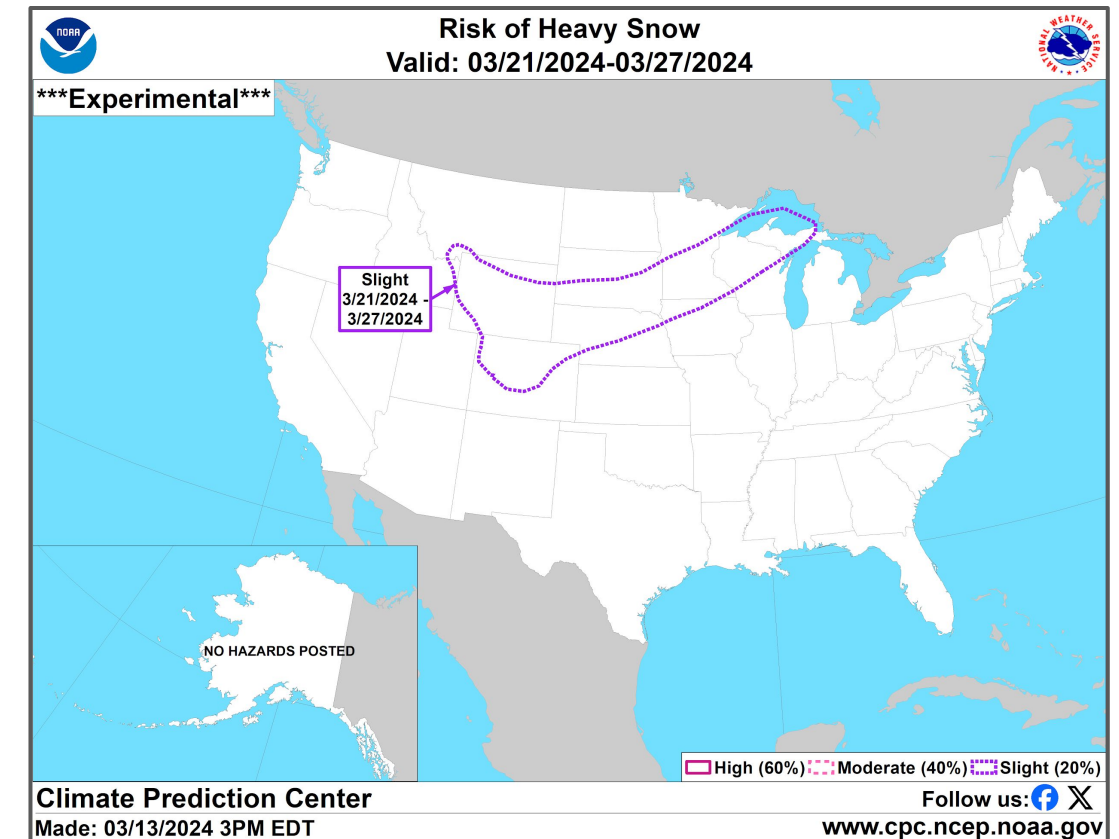 NOAA
Risk of Heavy Snow
Valid: 03/21/2024-03/27/2024
NATIONAL WEATHER SERVICE
***Experimental***
Slight
3/21/2024 -
3/27/2024
NO HAZARDS POSTED
High (60%) Moderate (40%) Slight (20%)
Climate Prediction Center
Follow us:
Made: 03/13/2024 3PM EDT
www.cpc.ncep.noaa.gov